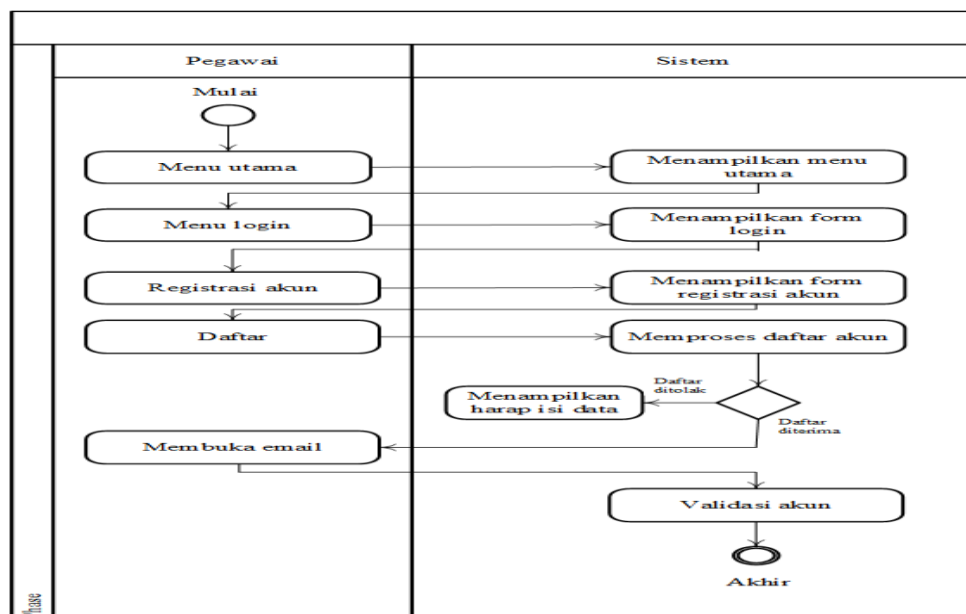 Pegawai
Sistem
Mulai
Menu utama
Menampilkan menu
utama
Menu login
Menampilkan form
login
Registrasi akun
Menampilkan form
registrasi akun
Daftar
Memproses daftar akun
Daftar
ditolak
Menampilkan
harap isi data
Daftar
diterima
Membuka email
Validasi akun
Akhir